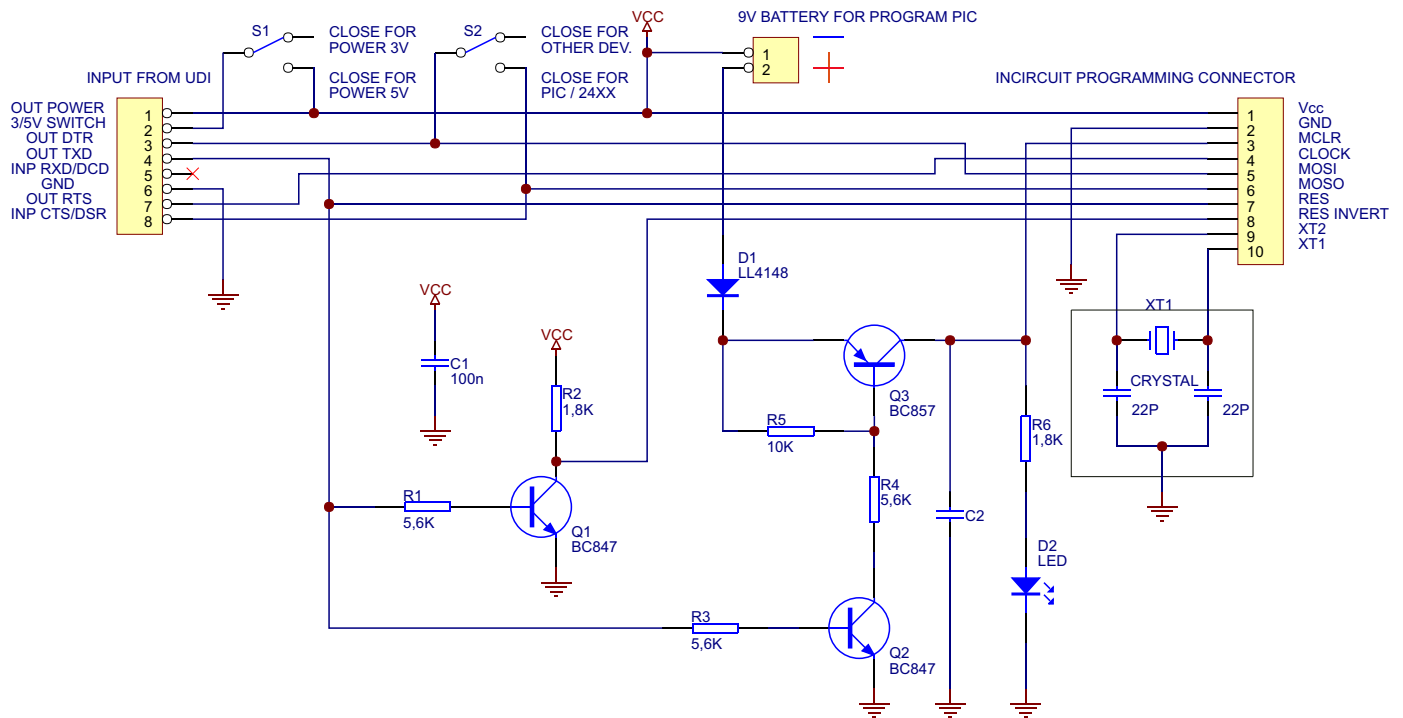 S1
CLOSE FOR
POWER 3V
CLOSE FOR
POWER 5V
S2
CLOSE FOR
OTHER DEV.
CLOSE FOR
PIC / 24XX
VCC
9V BATTERY FOR PROGRAM PIC
1
2
INPUT FROM UDI
OUT POWER
3/5V SWITCH
OUT DTR
OUT TXD
INP RXD/DCD
GND
OUT RTS
INP CTS/DSR
1
2
3
4
5
6
7
8
INCIRCUIT PROGRAMMING CONNECTOR
1
2
3
4
5
6
7
8
9
10
Vcc
GND
MCLR
CLOCK
MOSI
MOSO
RES
RES INVERT
XT2
XT1
D1
LL4148
VCC
C1
100n
VCC
R2
1,8K
R1
5,6K
Q1
BC847
Q3
BC857
R5
10K
R4
5,6K
C2
R6
1,8K
XT1
CRYSTAL
22P
22P
D2
LED
R3
5,6K
Q2
BC847